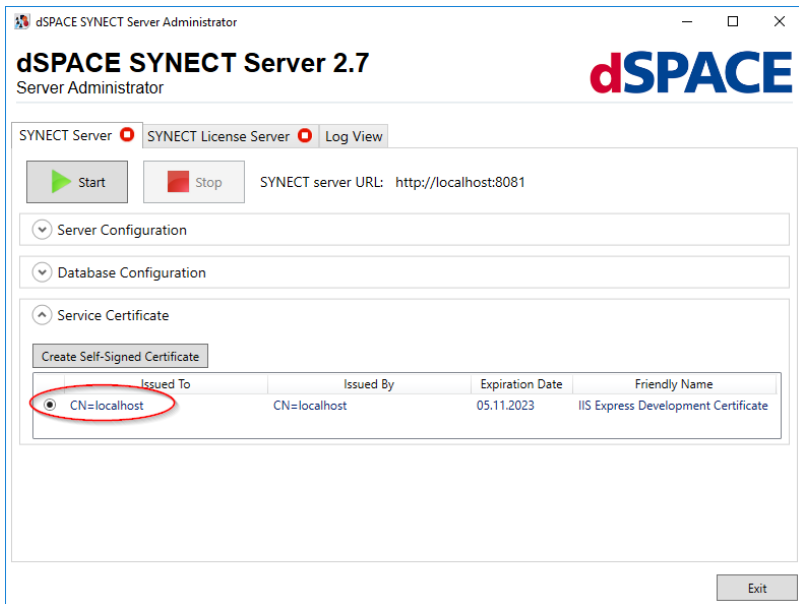 dSPACE SYNECT Server Administrator
dSPACE SYNECT Server 2.7
Server Administrator
dSPACE
SYNECT Server SYNECT License Server Log View
Start Stop SYNECT server URL: http://localhost:8081
Server Configuration
Database Configuration
Service Certificate
Create Self-Signed Certificate
Issued To Issued By Expiration Date Friendly Name
CN=localhost CN=localhost 05.11.2023 IIS Express Development Certificate
Exit